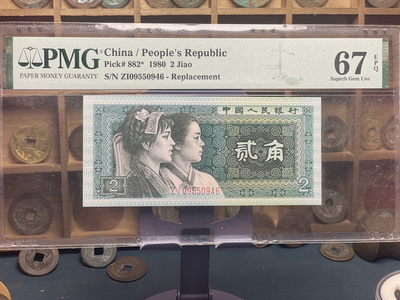 PMG
PAPER MONEY GUARANTY
China / People's Republic
Pick# 882* 1980 2 Jiao
S/N ZI09550946 - Replacement
67 EPQ
Superb Gem Unc
中国人民银行
贰角
2
ZI09550946
2